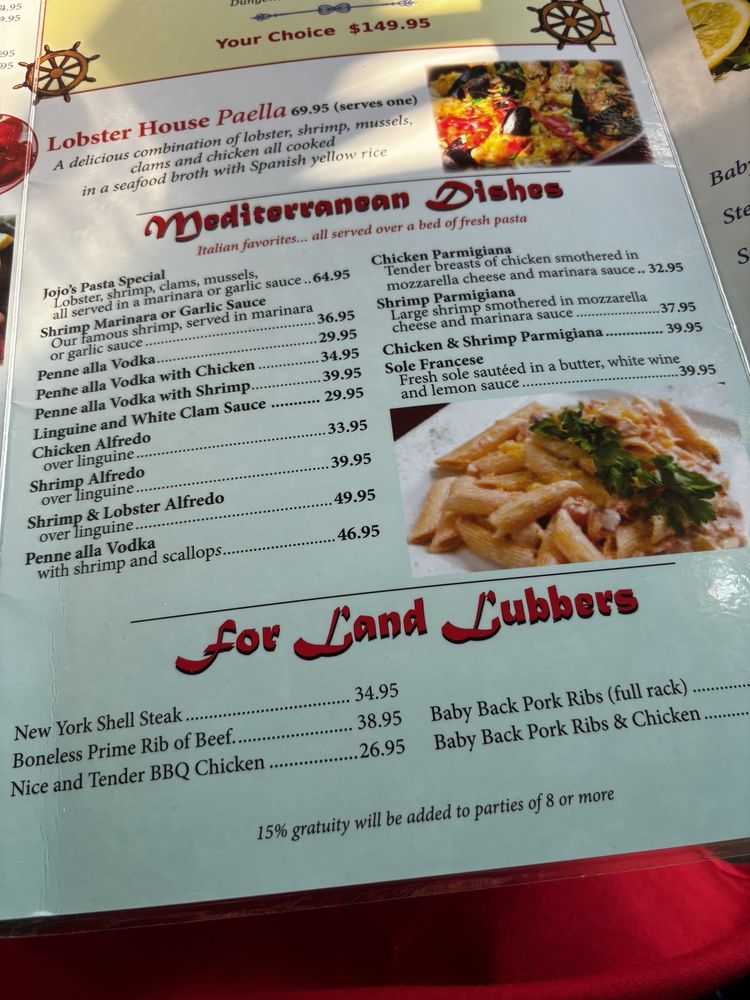 Your Choice $149.95
Lobster House Paella 69.95 (serves one)
A delicious combination of lobster, shrimp, mussels,
clams and chicken all cooked
in a seafood broth with Spanish yellow rice
Mediterranean Dishes
Italian favorites... all served over a bed of fresh pasta
Jojo's Pasta Special
Lobster, shrimp, clams, mussels,
all served in a marinara or garlic sauce .. 64.95
Shrimp Marinara or Garlic Sauce
Our famous shrimp, served in marinara
or garlic sauce ........................................ 36.95
Penne alla Vodka........................................ 29.95
Penne alla Vodka with Chicken .................... 34.95
Penne alla Vodka with Shrimp..................... 39.95
Linguine and White Clam Sauce .......... 29.95
Chicken Alfredo
over linguine........................................ 33.95
Shrimp Alfredo
over linguine........................................ 39.95
Shrimp & Lobster Alfredo
over linguine........................................ 49.95
Penne alla Vodka
with shrimp and scallops......................... 46.95
Chicken Parmigiana
Tender breasts of chicken smothered in
mozzarella cheese and marinara sauce.. 32.95
Shrimp Parmigiana
Large shrimp smothered in mozzarella
cheese and marinara sauce .................... 37.95
Chicken & Shrimp Parmigiana............. 39.95
Sole Francese
Fresh sole sautéed in a butter, white wine
and lemon sauce ................................... 39.95
For Land Lubbers
New York Shell Steak .................................. 34.95
Boneless Prime Rib of Beef........................ 38.95
Nice and Tender BBQ Chicken .................. 26.95
Baby Back Pork Ribs (full rack) ............
Baby Back Pork Ribs & Chicken ..........
15% gratuity will be added to parties of 8 or more
Baby